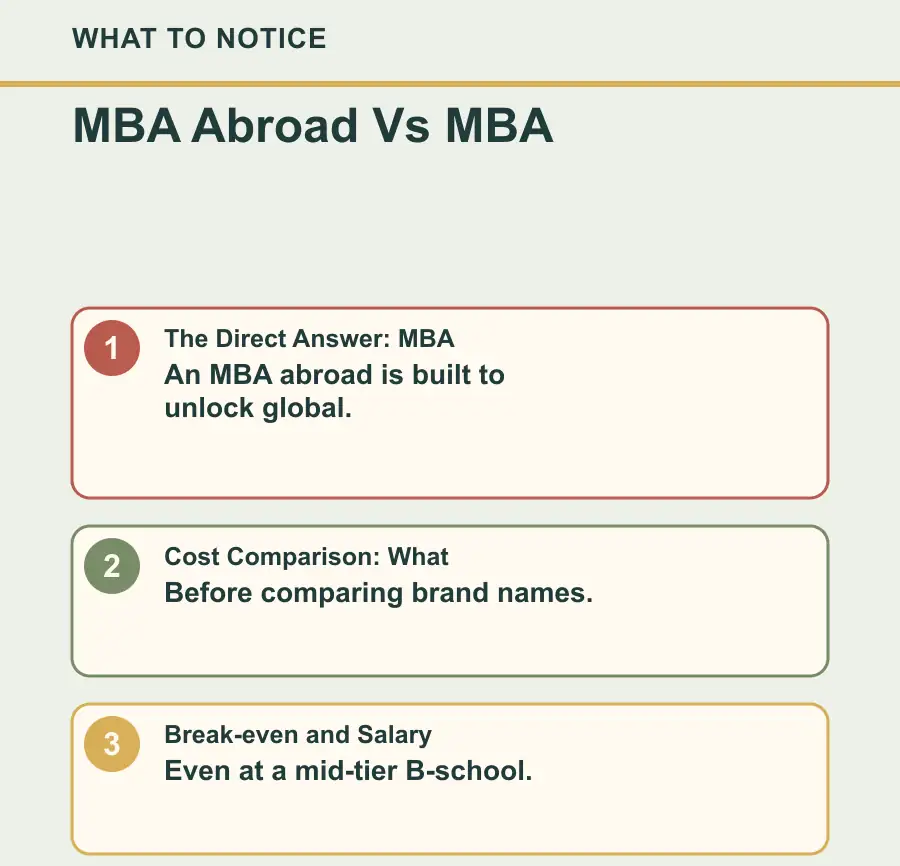 WHAT TO NOTICE
MBA Abroad Vs MBA
1
The Direct Answer: MBA
An MBA abroad is built to
unlock global.
2
Cost Comparison: What
Before comparing brand names.
3
Break-even and Salary
Even at a mid-tier B-school.